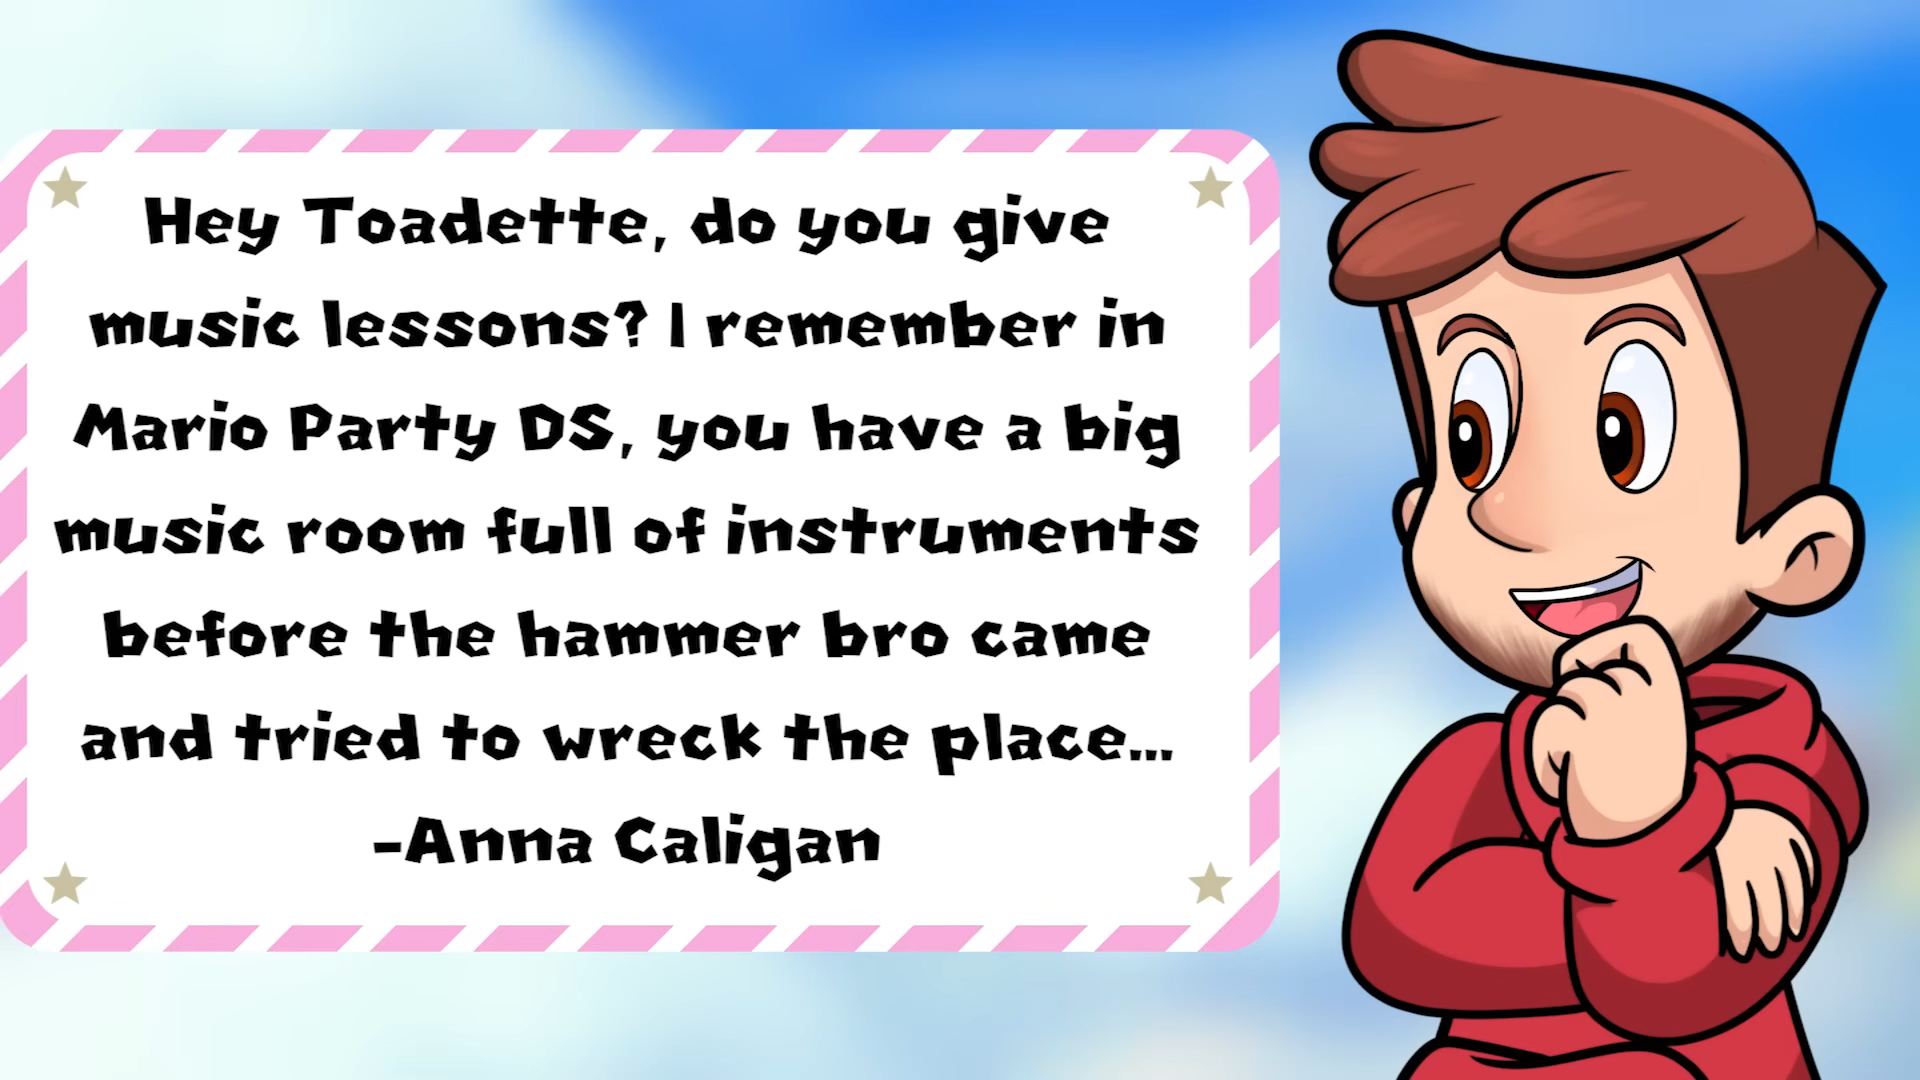 Hey Toadette, do you give
music lessons? I remember in
Mario Party DS, you have a big
music room full of instruments
before the hammer bro came
and tried to wreck the place...
-Anna Caligan